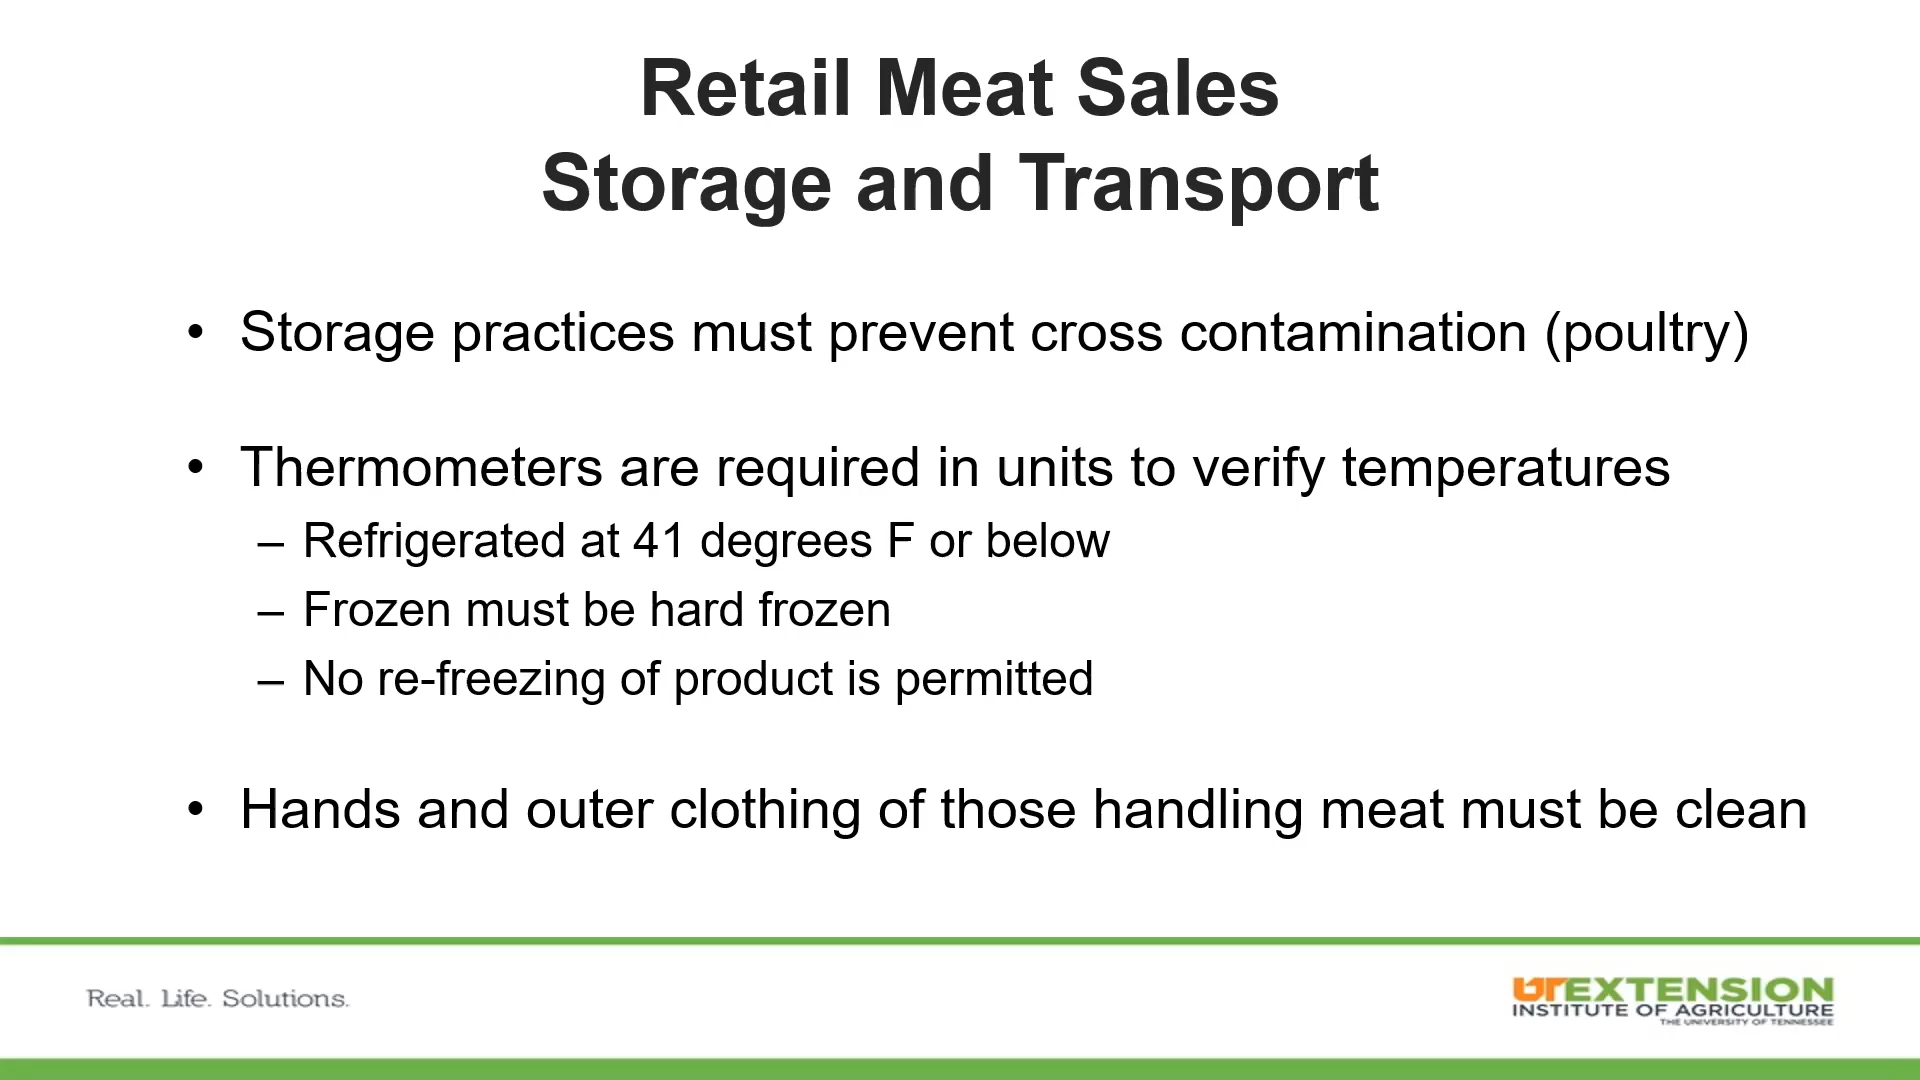 Retail Meat Sales
Storage and Transport
• Storage practices must prevent cross contamination (poultry)
• Thermometers are required in units to verify temperatures
– Refrigerated at 41 degrees F or below
– Frozen must be hard frozen
– No re-freezing of product is permitted
• Hands and outer clothing of those handling meat must be clean
Real. Life. Solutions.
UTEXTENSION
INSTITUTE OF AGRICULTURE
THE UNIVERSITY OF TENNESSEE